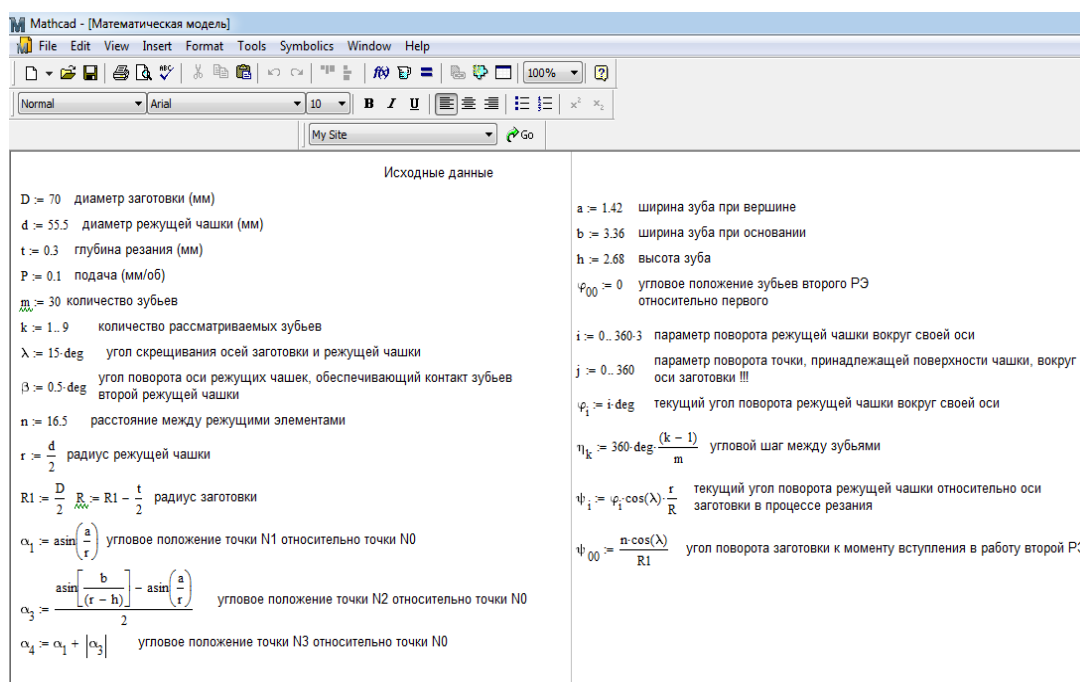 Mathcad - [Математическая модель]
File Edit View Insert Format Tools Symbolics Window Help
100%
Normal Arial 10 B I U
My Site Go
Исходные данные
D := 70 диаметр заготовки (мм)
d := 55.5 диаметр режущей чашки (мм)
t := 0.3 глубина резания (мм)
P := 0.1 подача (мм/об)
m := 30 количество зубьев
k := 1.. 9 количество рассматриваемых зубьев
λ := 15·deg угол скрещивания осей заготовки и режущей чашки
β := 0.5·deg угол поворота оси режущих чашек, обеспечивающий контакт зубьев
второй режущей чашки
n := 16.5 расстояние между режущими элементами
r := d/2 радиус режущей чашки
R1 := D/2 R := R1 − t/2 радиус заготовки
α₁ := asin(a/r) угловое положение точки N1 относительно точки N0
α₃ := (asin[b/(r − h)] − asin(a/r))/2 угловое положение точки N2 относительно точки N0
α₄ := α₁ + |α₃| угловое положение точки N3 относительно точки N0
a := 1.42 ширина зуба при вершине
b := 3.36 ширина зуба при основании
h := 2.68 высота зуба
φ₀₀ := 0 угловое положение зубьев второго РЭ
относительно первого
i := 0.. 360·3 параметр поворота режущей чашки вокруг своей оси
j := 0.. 360 параметр поворота точки, принадлежащей поверхности чашки, вокруг
оси заготовки !!!
φᵢ := i·deg текущий угол поворота режущей чашки вокруг своей оси
ηₖ := 360·deg·(k − 1)/m угловой шаг между зубьями
ψᵢ := φᵢ·cos(λ)·r/R текущий угол поворота режущей чашки относительно оси
заготовки в процессе резания
ψ₀₀ := n·cos(λ)/R1 угол поворота заготовки к моменту вступления в работу второй РЭ